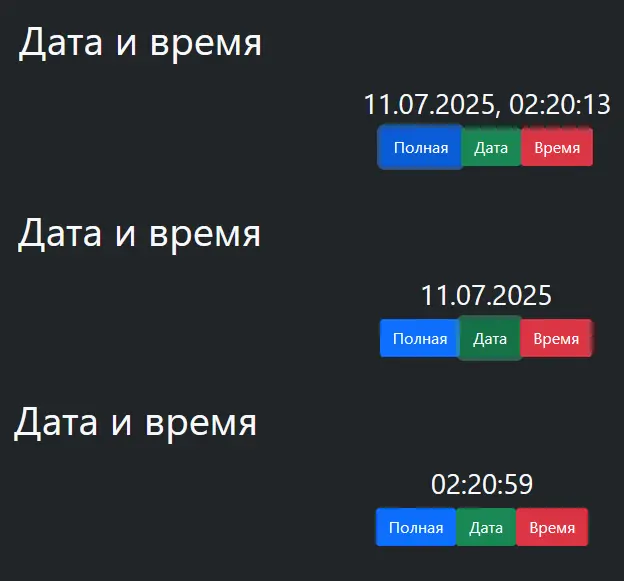 Дата и время
11.07.2025, 02:20:13
Полная Дата Время
Дата и время
11.07.2025
Полная Дата Время
Дата и время
02:20:59
Полная Дата Время